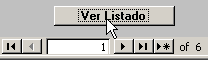 Ver Listado
1 of 6